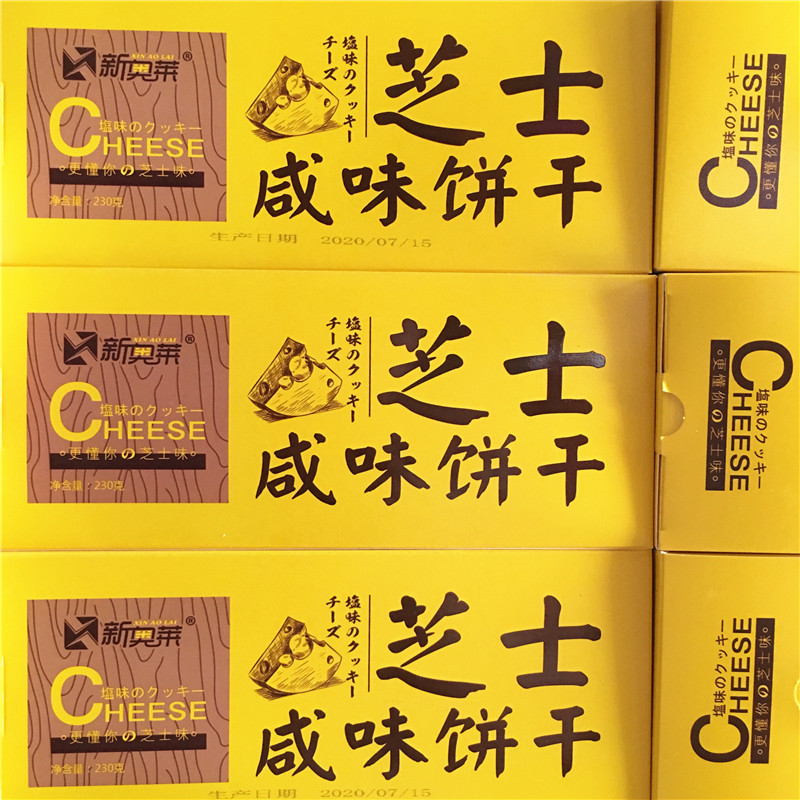 XIN AO LAI
新奥莱®
塩味のクッキー
CHEESE
更懂你の芝士味
净含量：230克
塩味のクッキー
チーズ
芝士
咸味饼干
生产日期 2020/07/15
塩味のクッキー
CHEESE
更懂你の芝士味
XIN AO LAI
新奥莱®
塩味のクッキー
CHEESE
更懂你の芝士味
净含量：230克
塩味のクッキー
チーズ
芝士
咸味饼干
塩味のクッキー
CHEESE
更懂你の芝士味
XIN AO LAI
新奥莱®
塩味のクッキー
CHEESE
更懂你の芝士味
净含量：230克
塩味のクッキー
チーズ
芝士
咸味饼干
生产日期 2020/07/15
塩味のクッキー
CHEESE
更懂你の芝士味